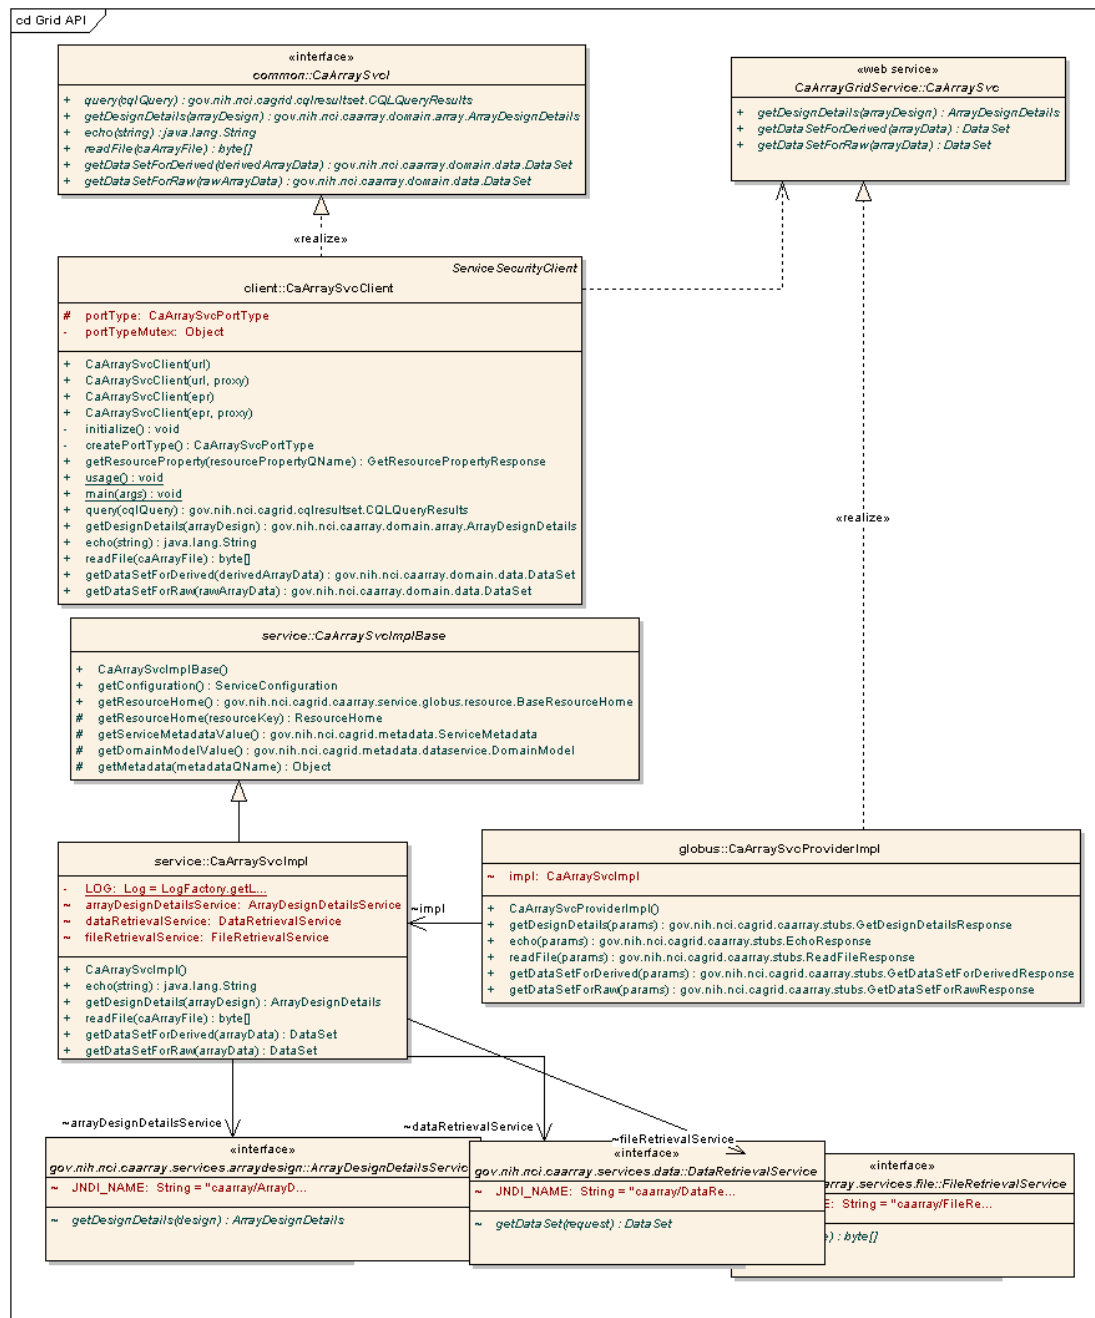 cd Grid API
«interface»
common::CaArraySvcI
+ query(cqlQuery) : gov.nih.nci.cagrid.cqlresultset.CQLQueryResults
+ getDesignDetails(arrayDesign) : gov.nih.nci.caarray.domain.array.ArrayDesignDetails
+ echo(string) : java.lang.String
+ readFile(caArrayFile) : byte[]
+ getDataSetForDerived(derivedArrayData) : gov.nih.nci.caarray.domain.data.DataSet
+ getDataSetForRaw(rawArrayData) : gov.nih.nci.caarray.domain.data.DataSet
«web service»
CaArrayGridService::CaArraySvc
+ getDesignDetails(arrayDesign) : ArrayDesignDetails
+ getDataSetForDerived(arrayData) : DataSet
+ getDataSetForRaw(arrayData) : DataSet
«realize»
ServiceSecurityClient
client::CaArraySvcClient
# portType: CaArraySvcPortType
- portTypeMutex: Object
+ CaArraySvcClient(url)
+ CaArraySvcClient(url, proxy)
+ CaArraySvcClient(epr)
+ CaArraySvcClient(epr, proxy)
- initialize() : void
- createPortType() : CaArraySvcPortType
+ getResourceProperty(resourcePropertyQName) : GetResourcePropertyResponse
+ usage() : void
+ main(args) : void
+ query(cqlQuery) : gov.nih.nci.cagrid.cqlresultset.CQLQueryResults
+ getDesignDetails(arrayDesign) : gov.nih.nci.caarray.domain.array.ArrayDesignDetails
+ echo(string) : java.lang.String
+ readFile(caArrayFile) : byte[]
+ getDataSetForDerived(derivedArrayData) : gov.nih.nci.caarray.domain.data.DataSet
+ getDataSetForRaw(rawArrayData) : gov.nih.nci.caarray.domain.data.DataSet
«realize»
service::CaArraySvcImplBase
+ CaArraySvcImplBase()
+ getConfiguration() : ServiceConfiguration
+ getResourceHome() : gov.nih.nci.cagrid.caarray.service.globus.resource.BaseResourceHome
# getResourceHome(resourceKey) : ResourceHome
# getServiceMetadataValue() : gov.nih.nci.cagrid.metadata.ServiceMetadata
# getDomainModelValue() : gov.nih.nci.cagrid.metadata.dataservice.DomainModel
# getMetadata(metadataQName) : Object
service::CaArraySvcImpl
- LOG: Log = LogFactory.getL...
~ arrayDesignDetailsService: ArrayDesignDetailsService
~ dataRetrievalService: DataRetrievalService
~ fileRetrievalService: FileRetrievalService
+ CaArraySvcImpl()
+ echo(string) : java.lang.String
+ getDesignDetails(arrayDesign) : ArrayDesignDetails
+ readFile(caArrayFile) : byte[]
+ getDataSetForDerived(arrayData) : DataSet
+ getDataSetForRaw(arrayData) : DataSet
~impl
globus::CaArraySvcProviderImpl
~ impl: CaArraySvcImpl
+ CaArraySvcProviderImpl()
+ getDesignDetails(params) : gov.nih.nci.cagrid.caarray.stubs.GetDesignDetailsResponse
+ echo(params) : gov.nih.nci.cagrid.caarray.stubs.EchoResponse
+ readFile(params) : gov.nih.nci.cagrid.caarray.stubs.ReadFileResponse
+ getDataSetForDerived(params) : gov.nih.nci.cagrid.caarray.stubs.GetDataSetForDerivedResponse
+ getDataSetForRaw(params) : gov.nih.nci.cagrid.caarray.stubs.GetDataSetForRawResponse
~arrayDesignDetailsService
~dataRetrievalService
~fileRetrievalService
«interface»
gov.nih.nci.caarray.services.arraydesign::ArrayDesignDetailsServic
~ JNDI_NAME: String = "caarray/ArrayD...
~ getDesignDetails(design) : ArrayDesignDetails
«interface»
gov.nih.nci.caarray.services.data::DataRetrievalService
~ JNDI_NAME: String = "caarray/DataRe...
~ getDataSet(request) : DataSet
«interface»
array.services.file::FileRetrievalService
E: String = "caarray/FileRe...
e) : byte[]